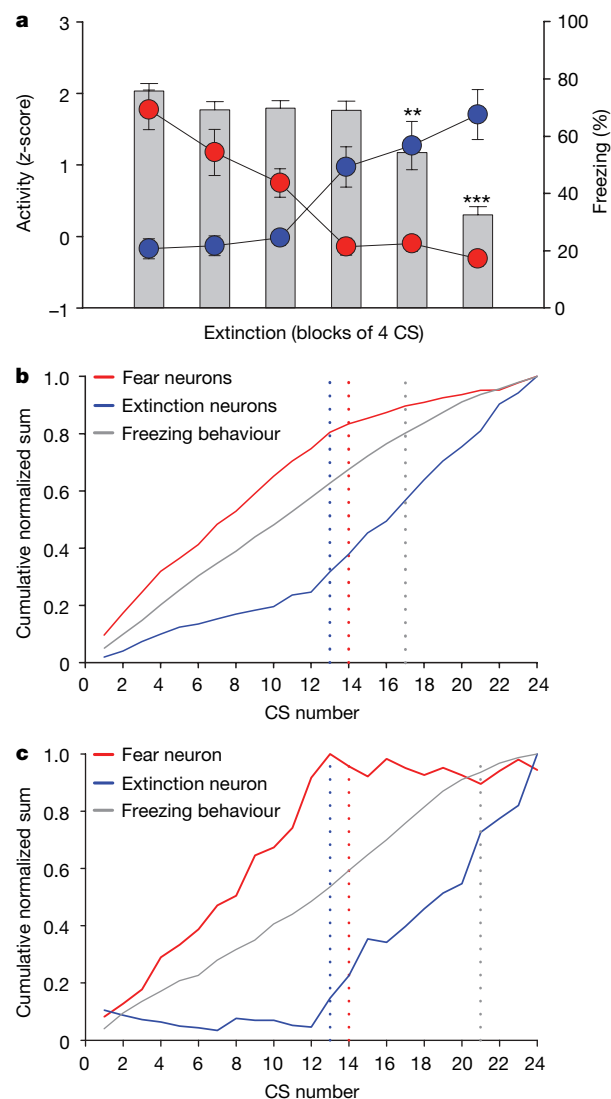 a
3
2
1
0
−1
Activity (z-score)
**
***
100
80
60
40
20
0
Freezing (%)
Extinction (blocks of 4 CS)
b
Fear neurons
Extinction neurons
Freezing behaviour
1.0
0.8
0.6
0.4
0.2
0
Cumulative normalized sum
0 2 4 6 8 10 12 14 16 18 20 22 24
CS number
c
Fear neuron
Extinction neuron
Freezing behaviour
1.0
0.8
0.6
0.4
0.2
0
Cumulative normalized sum
0 2 4 6 8 10 12 14 16 18 20 22 24
CS number